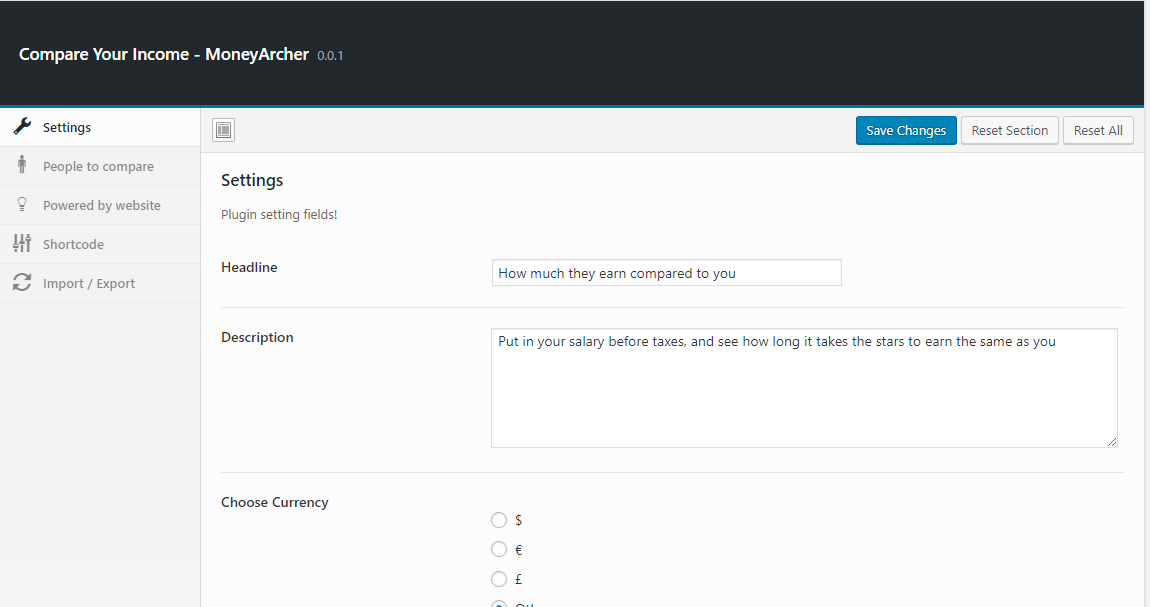 Compare Your Income - MoneyArcher 0.0.1
Settings
People to compare
Powered by website
Shortcode
Import / Export
Save Changes Reset Section Reset All
Settings
Plugin setting fields!
Headline How much they earn compared to you
Description Put in your salary before taxes, and see how long it takes the stars to earn the same as you
Choose Currency
$
€
£